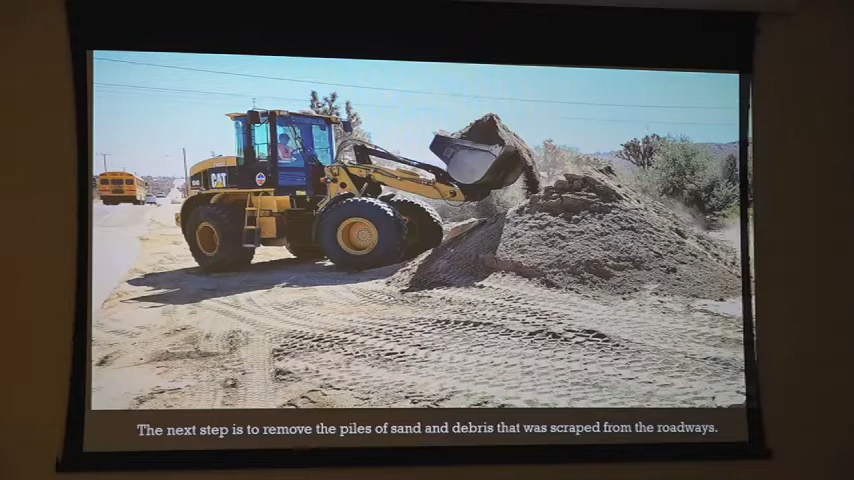 CAT
The next step is to remove the piles of sand and debris that was scraped from the roadways.